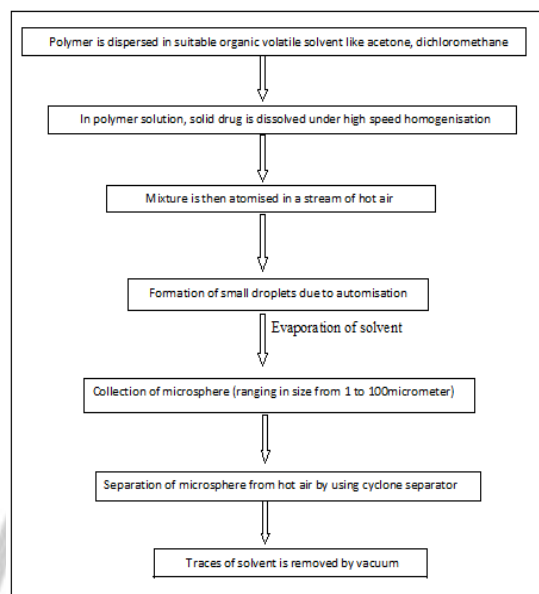 Polymer is dispersed in suitable organic volatile solvent like acetone, dichloromethane
In polymer solution, solid drug is dissolved under high speed homogenisation
Mixture is then atomised in a stream of hot air
Formation of small droplets due to automisation
Evaporation of solvent
Collection of microsphere (ranging in size from 1 to 100micrometer)
Separation of microsphere from hot air by using cyclone separator
Traces of solvent is removed by vacuum